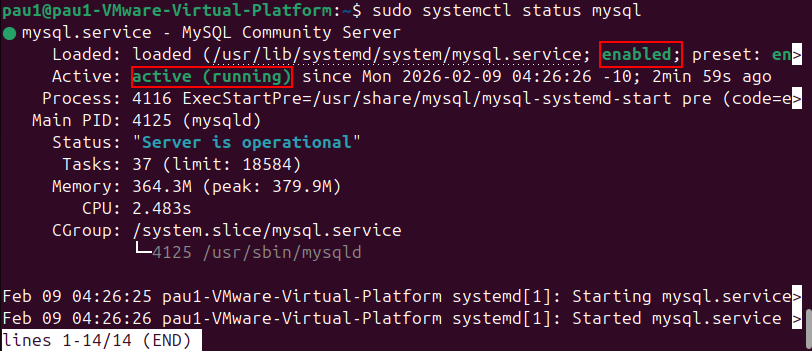 pau1@pau1-VMware-Virtual-Platform:~$ sudo systemctl status mysql
● mysql.service - MySQL Community Server
Loaded: loaded (/usr/lib/systemd/system/mysql.service; enabled; preset: en>
Active: active (running) since Mon 2026-02-09 04:26:26 -10; 2min 59s ago
Process: 4116 ExecStartPre=/usr/share/mysql/mysql-systemd-start pre (code=e>
Main PID: 4125 (mysqld)
Status: "Server is operational"
Tasks: 37 (limit: 18584)
Memory: 364.3M (peak: 379.9M)
CPU: 2.483s
CGroup: /system.slice/mysql.service
└─4125 /usr/sbin/mysqld
Feb 09 04:26:25 pau1-VMware-Virtual-Platform systemd[1]: Starting mysql.service>
Feb 09 04:26:26 pau1-VMware-Virtual-Platform systemd[1]: Started mysql.service >
lines 1-14/14 (END)